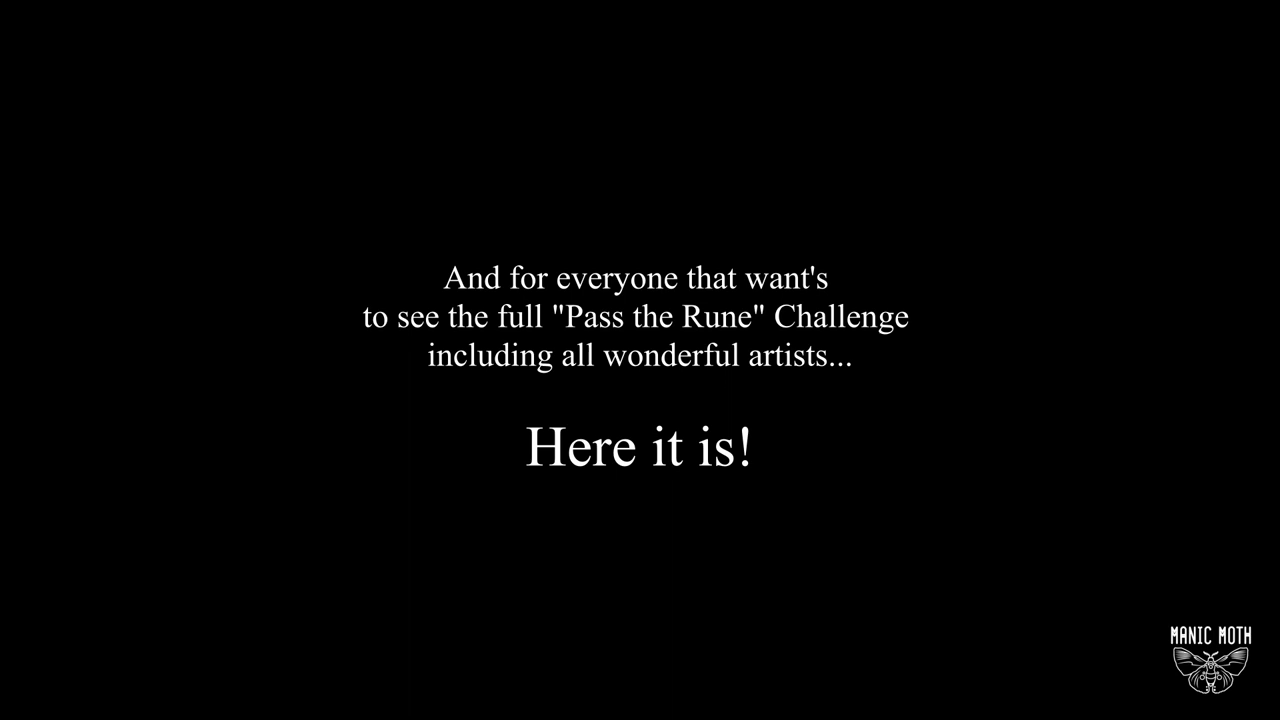 And for everyone that want's
to see the full "Pass the Rune" Challenge
including all wonderful artists...
Here it is!
MANIC MOTH